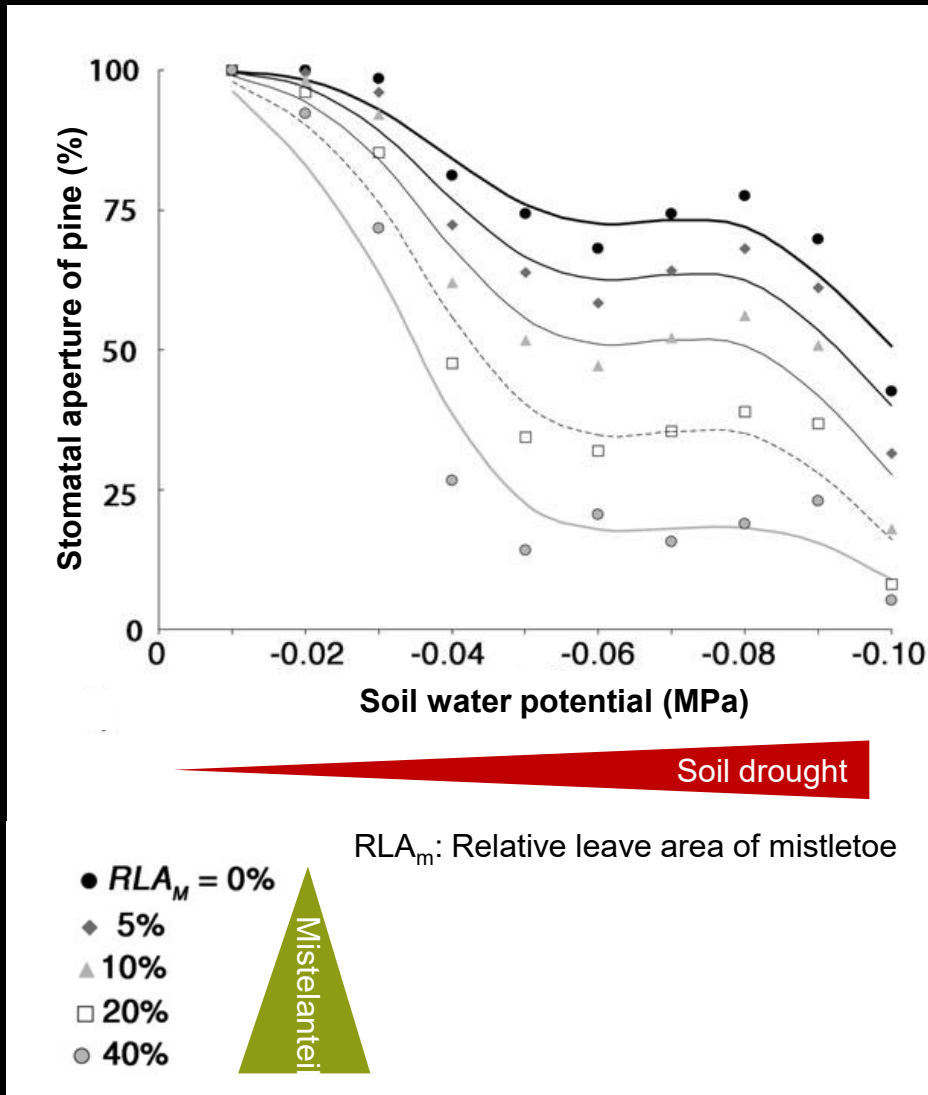 Stomatal aperture of pine (%)
100
75
50
25
0
0 -0.02 -0.04 -0.06 -0.08 -0.10
Soil water potential (MPa)
Soil drought
RLAm: Relative leave area of mistletoe
RLAM = 0%
5%
10%
20%
40%
Mistelanteil